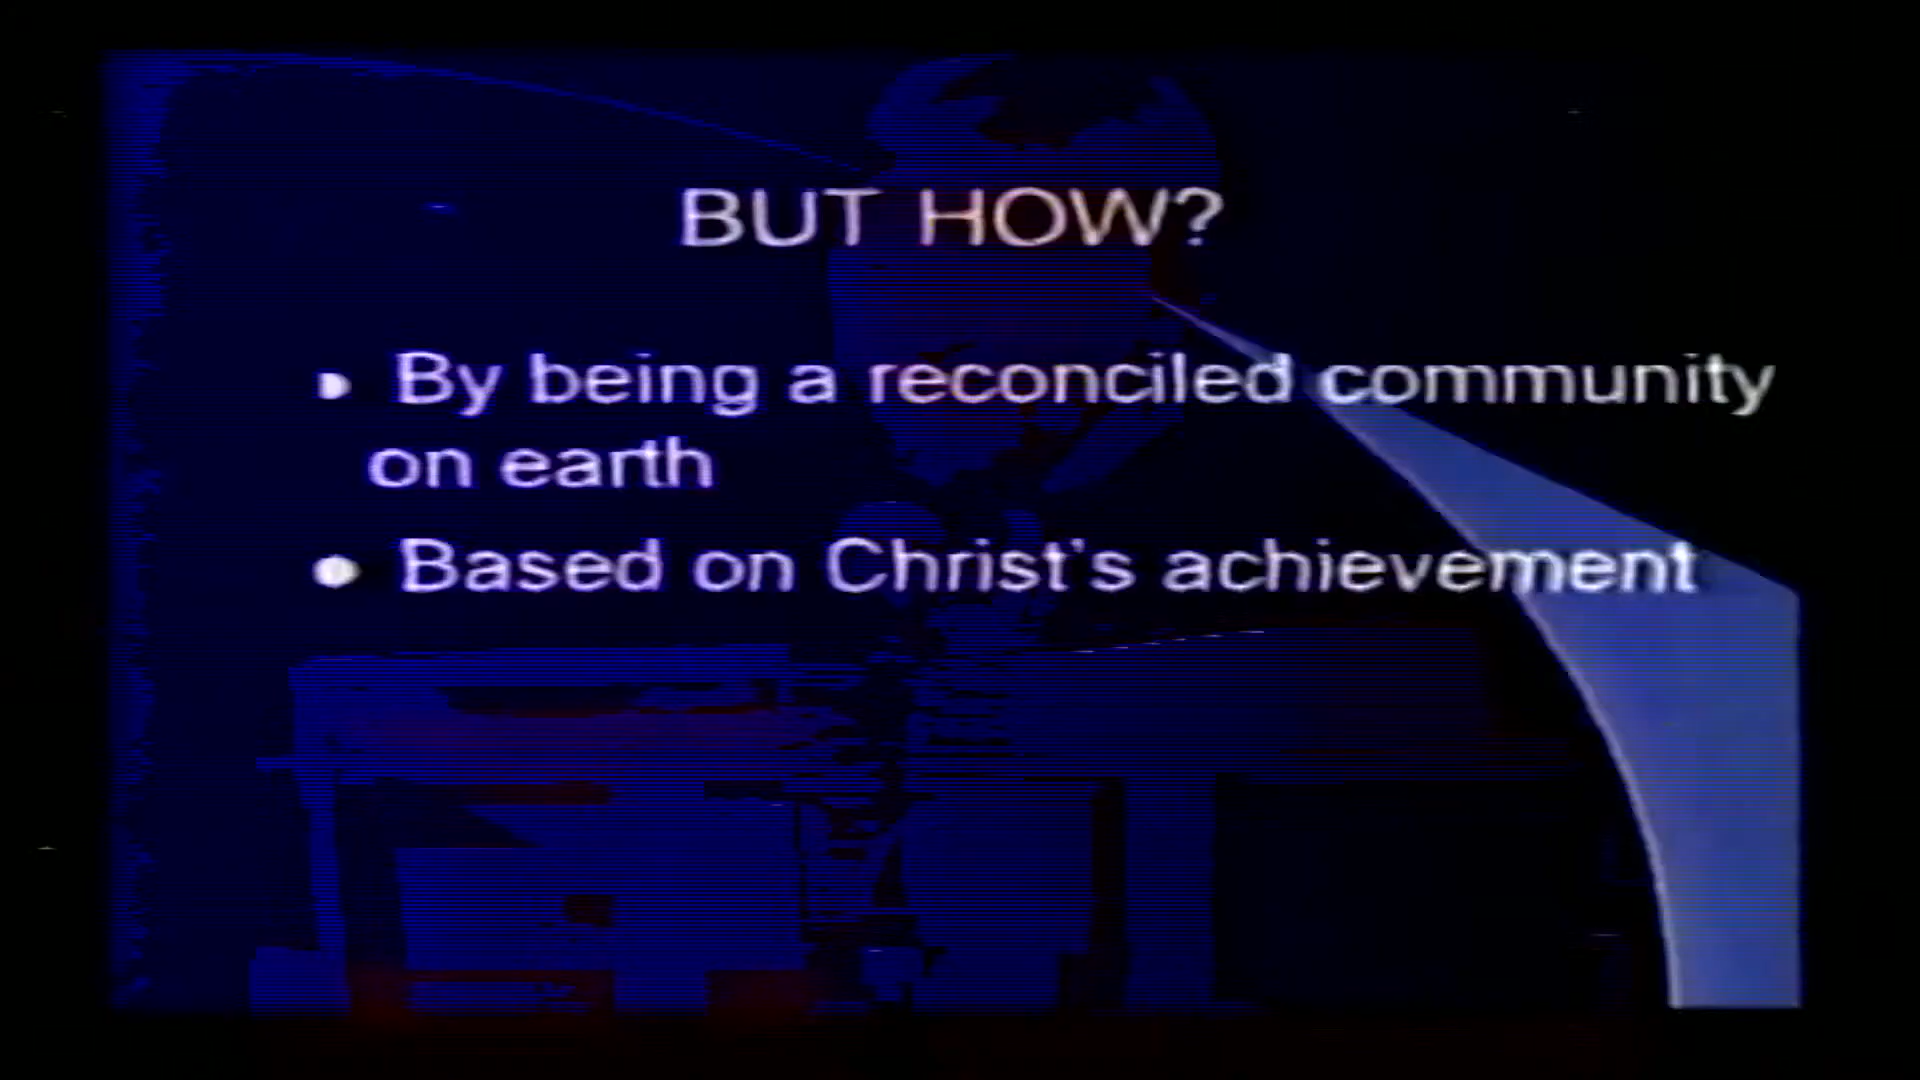 BUT HOW?
• By being a reconciled community
on earth
• Based on Christ's achievement